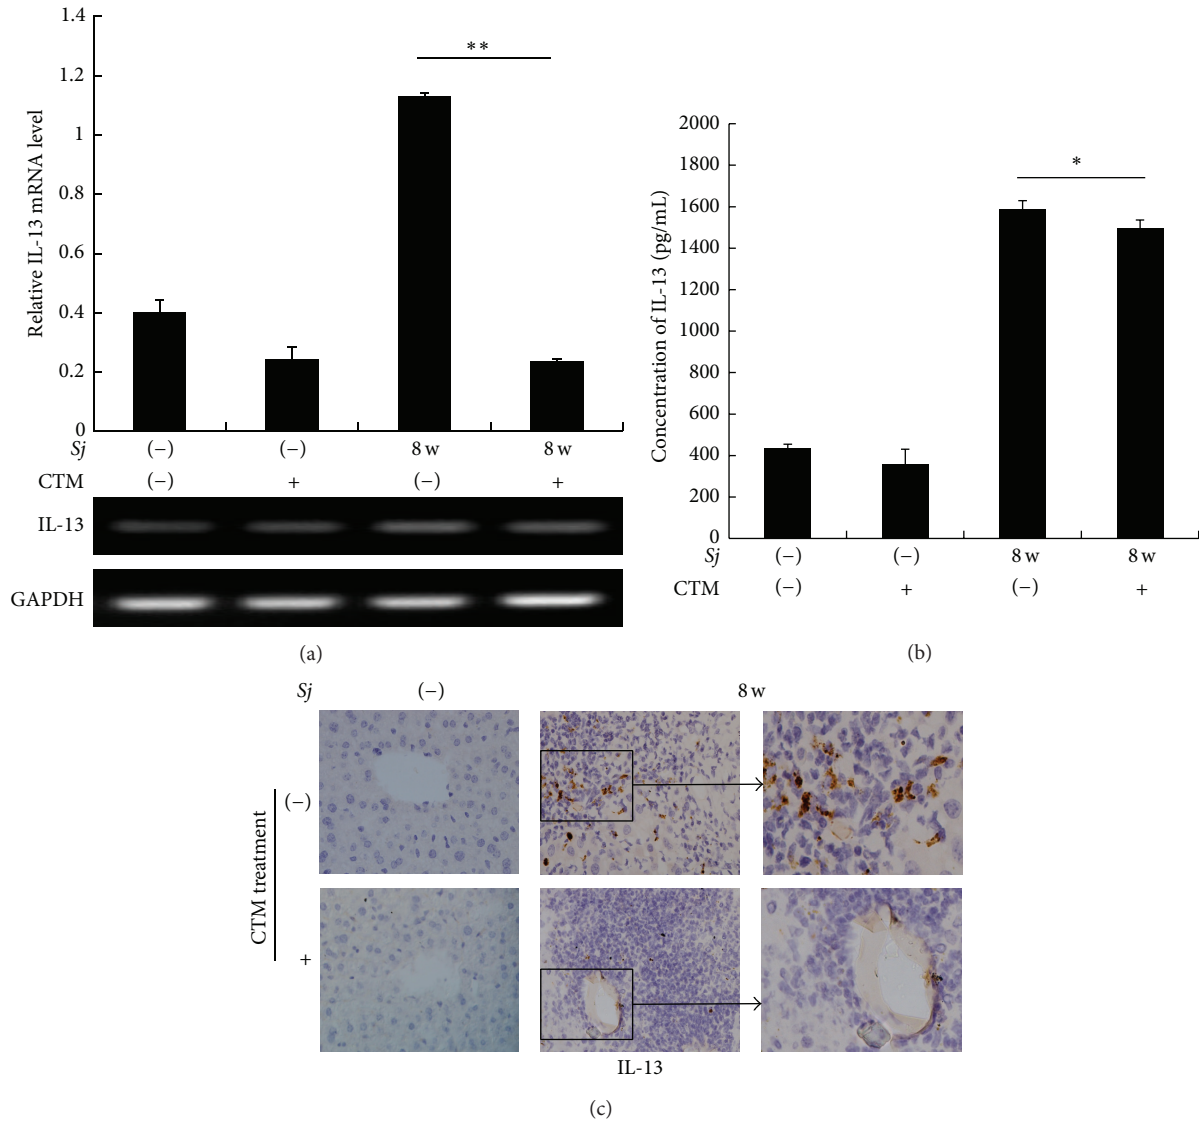 1.4
1.2
1
0.8
0.6
0.4
0.2
0
Relative IL-13 mRNA level
**
Sj (−) (−) 8 w 8 w
CTM (−) + (−) +
IL-13
GAPDH
(a)
2000
1800
1600
1400
1200
1000
800
600
400
200
0
Concentration of IL-13 (pg/mL)
*
Sj (−) (−) 8 w 8 w
CTM (−) + (−) +
(b)
Sj (−) 8 w
CTM treatment
(−)
+
IL-13
(c)